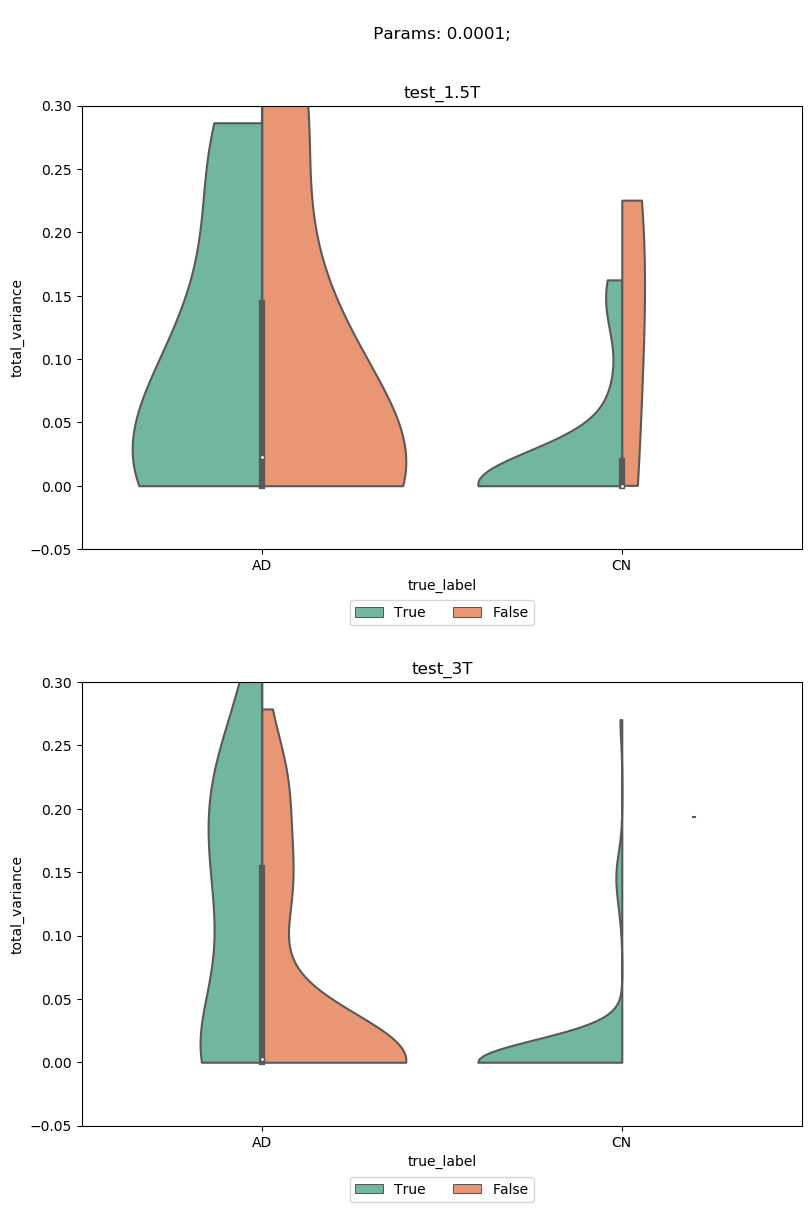 Params: 0.0001;
test_1.5T
0.30
0.25
0.20
0.15
0.10
0.05
0.00
−0.05
total_variance
AD CN
true_label
True False
test_3T
0.30
0.25
0.20
0.15
0.10
0.05
0.00
−0.05
total_variance
AD CN
true_label
True False